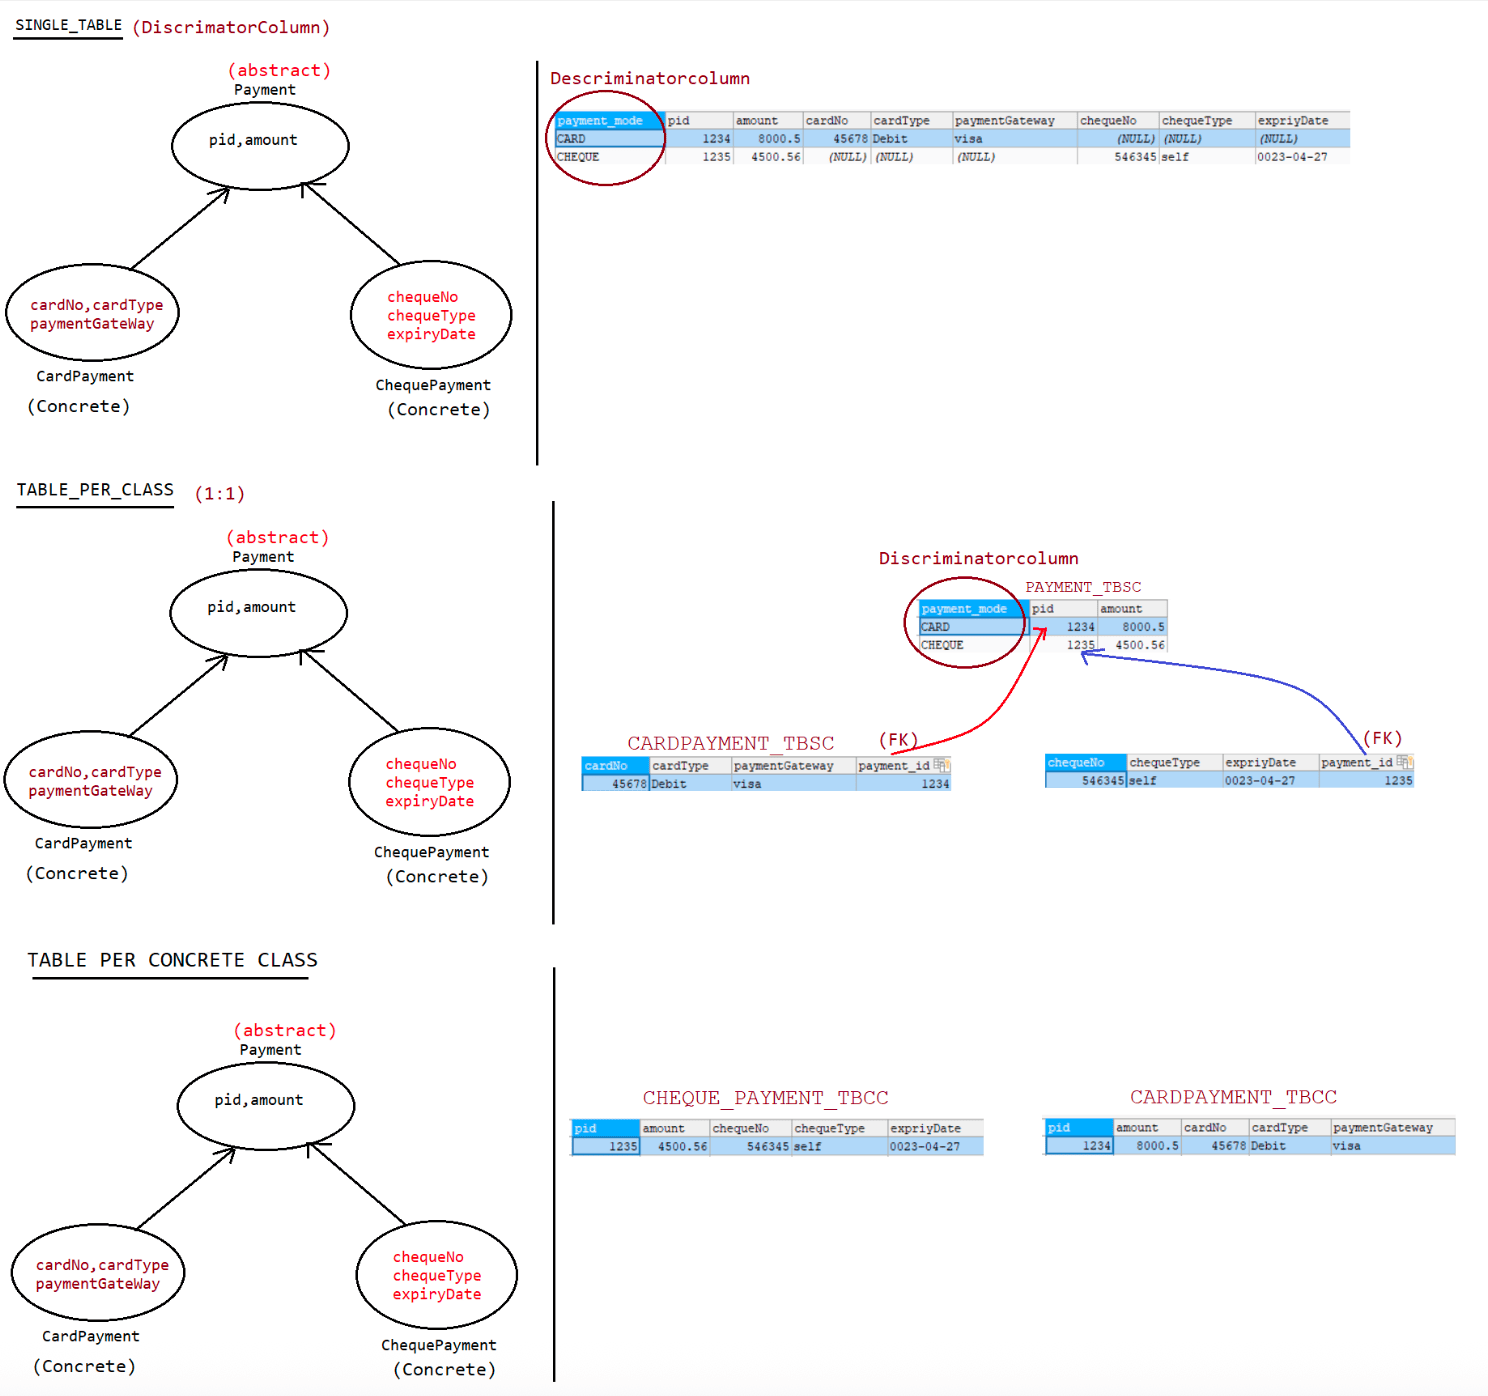 SINGLE_TABLE (DiscrimatorColumn)
(abstract)
Payment
pid,amount
cardNo,cardType
paymentGateWay
CardPayment
(Concrete)
chequeNo
chequeType
expiryDate
ChequePayment
(Concrete)
Descriminatorcolumn
payment_mode pid amount cardNo cardType paymentGateway chequeNo chequeType expriyDate
CARD 1234 8000.5 45678 Debit visa (NULL) (NULL) (NULL)
CHEQUE 1235 4500.56 (NULL) (NULL) (NULL) 546345 self 0023-04-27
TABLE_PER_CLASS (1:1)
(abstract)
Payment
pid,amount
cardNo,cardType
paymentGateWay
CardPayment
(Concrete)
chequeNo
chequeType
expiryDate
ChequePayment
(Concrete)
Discriminatorcolumn
PAYMENT_TBSC
payment_mode pid amount
CARD 1234 8000.5
CHEQUE 1235 4500.56
CARDPAYMENT_TBSC (FK)
cardNo cardType paymentGateway payment_id
45678 Debit visa 1234
(FK)
chequeNo chequeType expriyDate payment_id
546345 self 0023-04-27 1235
TABLE PER CONCRETE CLASS
(abstract)
Payment
pid,amount
cardNo,cardType
paymentGateWay
CardPayment
(Concrete)
chequeNo
chequeType
expiryDate
ChequePayment
(Concrete)
CHEQUE_PAYMENT_TBCC
pid amount chequeNo chequeType expriyDate
1235 4500.56 546345 self 0023-04-27
CARDPAYMENT_TBCC
pid amount cardNo cardType paymentGateway
1234 8000.5 45678 Debit visa